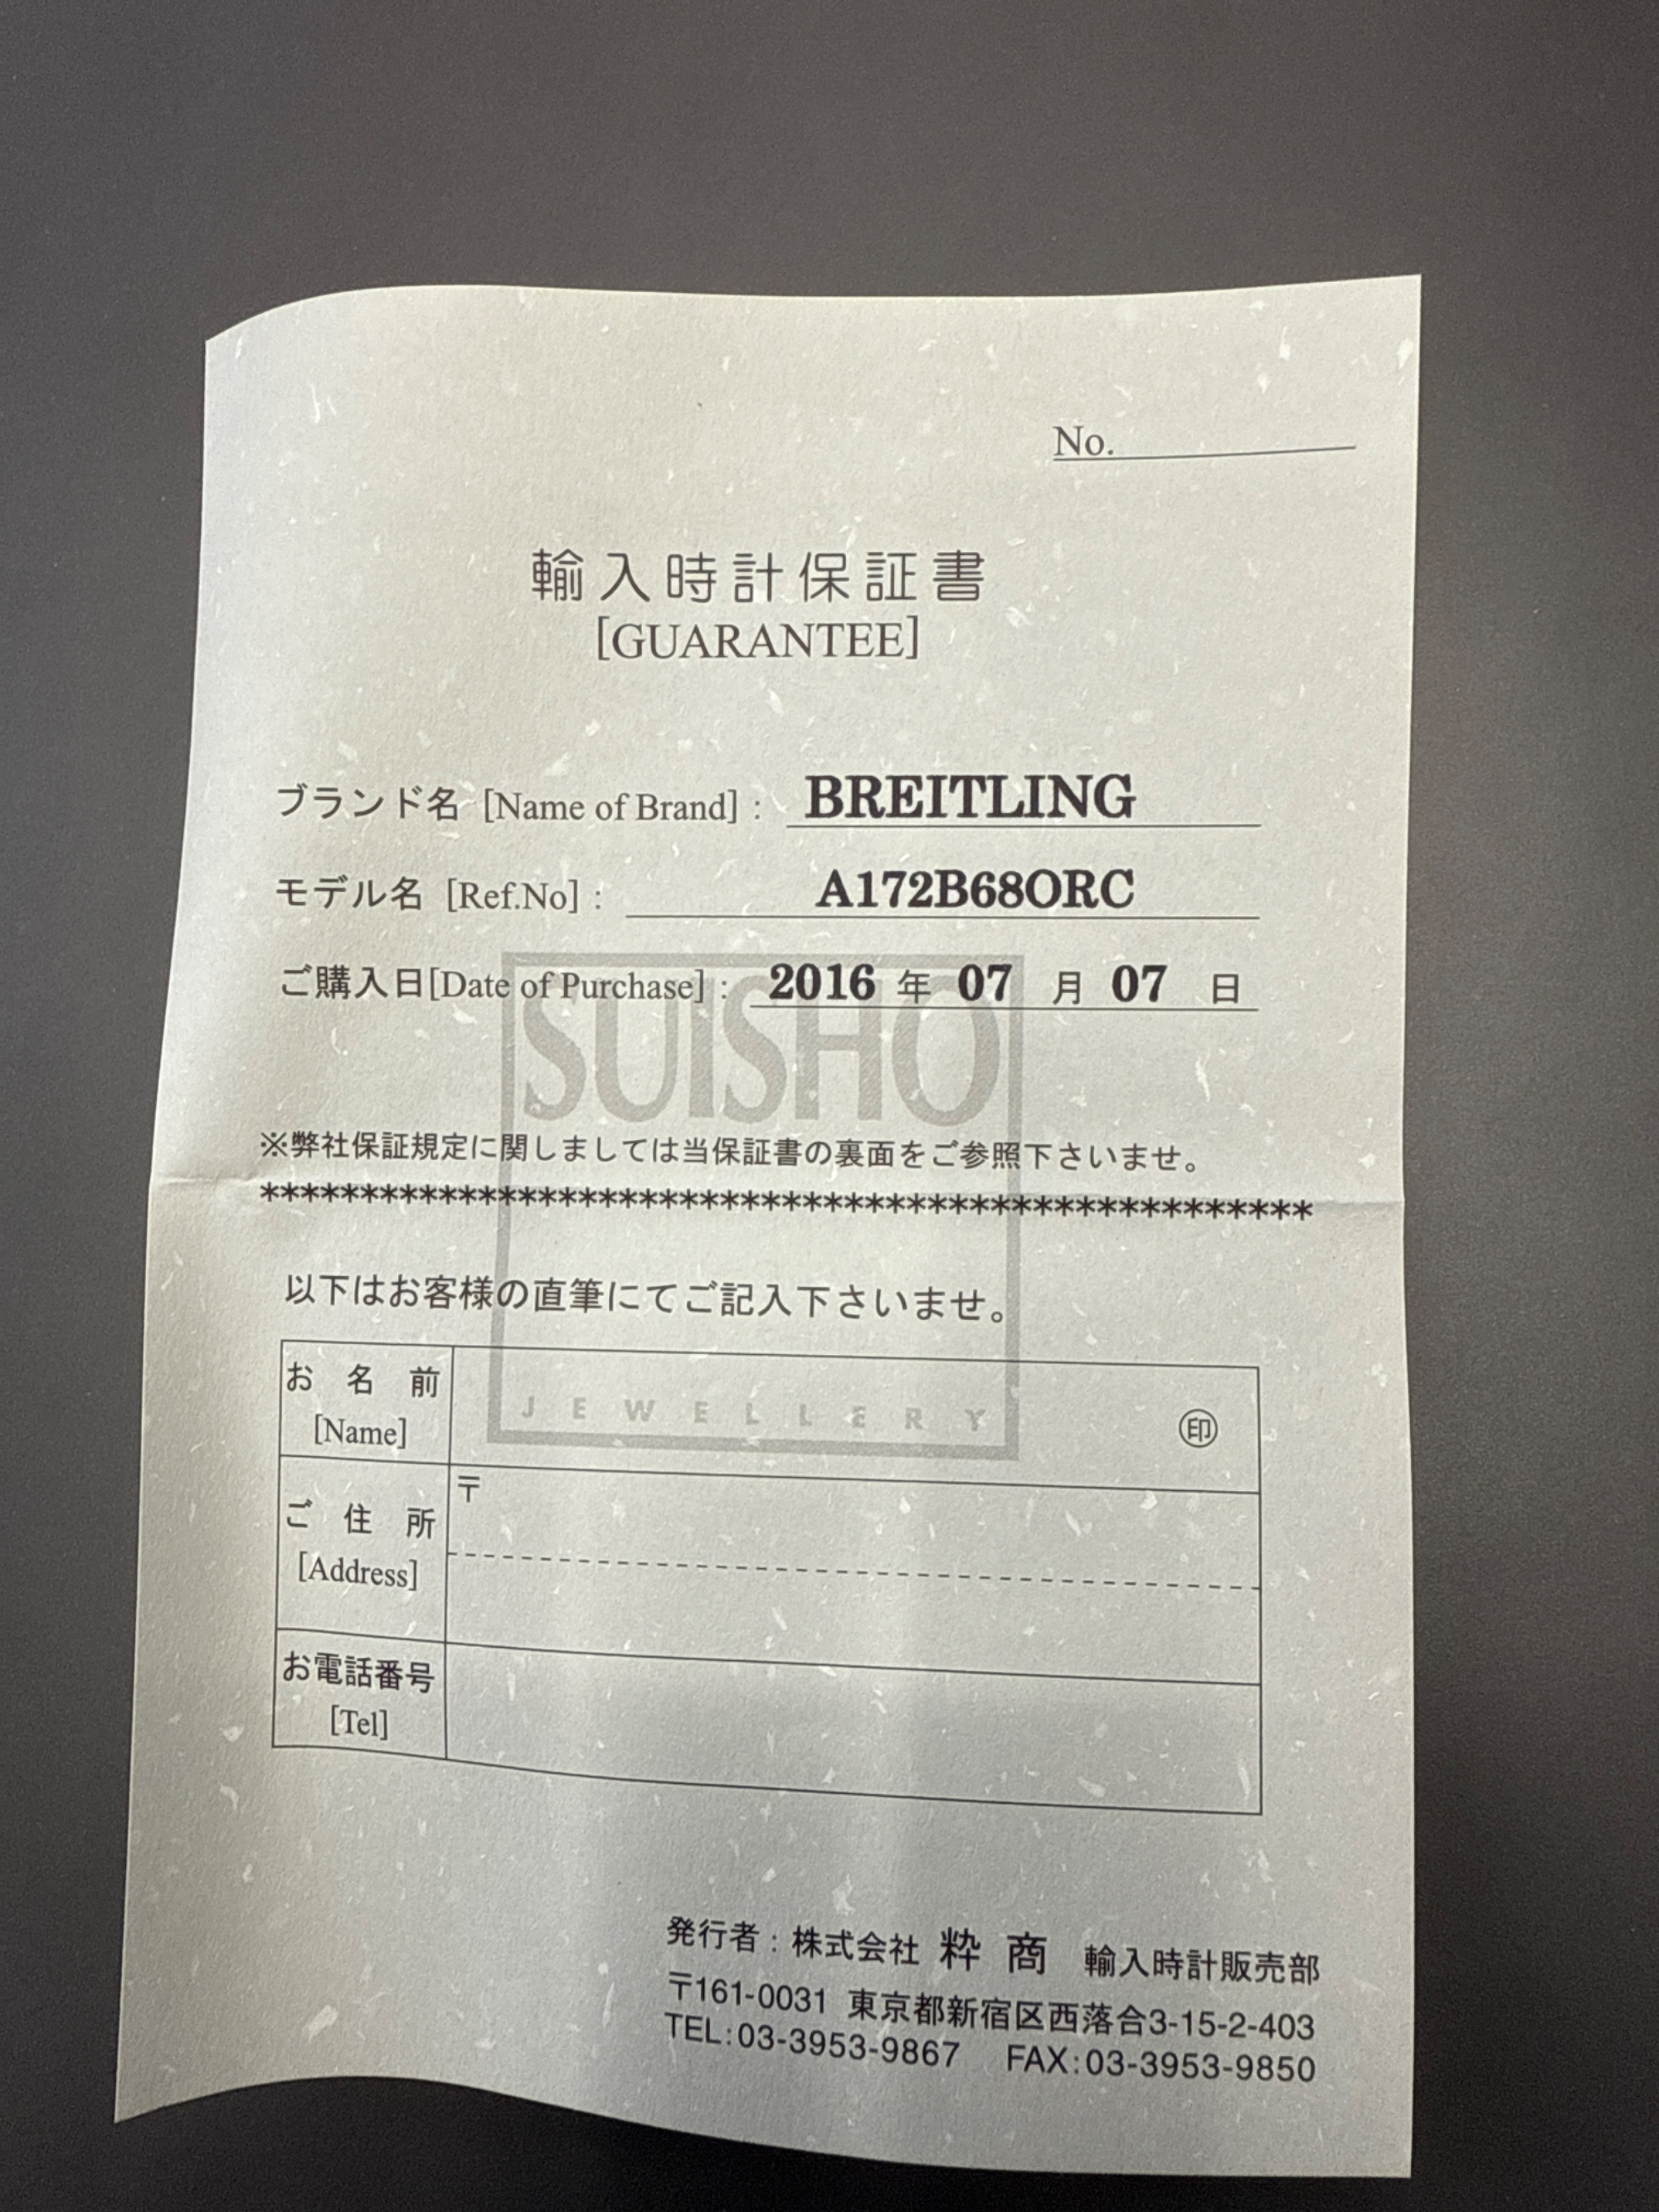 No.
輸入時計保証書
[GUARANTEE]
ブランド名 [Name of Brand] : BREITLING
モデル名 [Ref.No] : A172B68ORC
ご購入日[Date of Purchase] : 2016 年 07 月 07 日
SUISHO
※弊社保証規定に関しましては当保証書の裏面をご参照下さいませ。
****************************************************
以下はお客様の直筆にてご記入下さいませ。
お 名 前
[Name]
JEWELLERY
㊞
ご 住 所
[Address]
〒
お電話番号
[Tel]
発行者 : 株式会社 粋 商 輸入時計販売部
〒161-0031 東京都新宿区西落合3-15-2-403
TEL:03-3953-9867 FAX:03-3953-9850